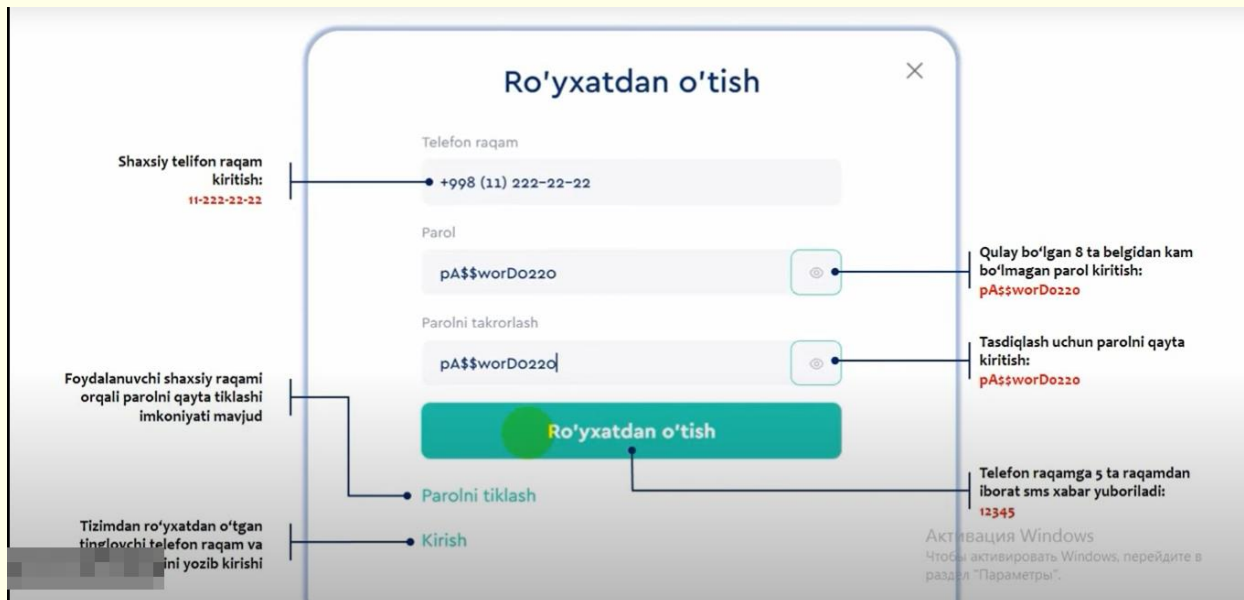 Ro'yxatdan o'tish
Telefon raqam
Shaxsiy telifon raqam
kiritish:
11-222-22-22
+998 (11) 222-22-22
Parol
pA$$worD0220
Qulay bo'lgan 8 ta belgidan kam
bo'lmagan parol kiritish:
pA$$worD0220
Parolni takrorlash
pA$$worD0220
Tasdiqlash uchun parolni qayta
kiritish:
pA$$worD0220
Foydalanuvchi shaxsiy raqami
orqali parolni qayta tiklashi
imkoniyati mavjud
Ro'yxatdan o'tish
Telefon raqamga 5 ta raqamdan
iborat sms xabar yuboriladi:
12345
Parolni tiklash
Tizimdan ro'yxatdan o'tgan
tinglovchi telefon raqam va
ini yozib kirishi
Kirish
Активация Windows
Чтобы активировать Windows, перейдите в
раздел "Параметры".